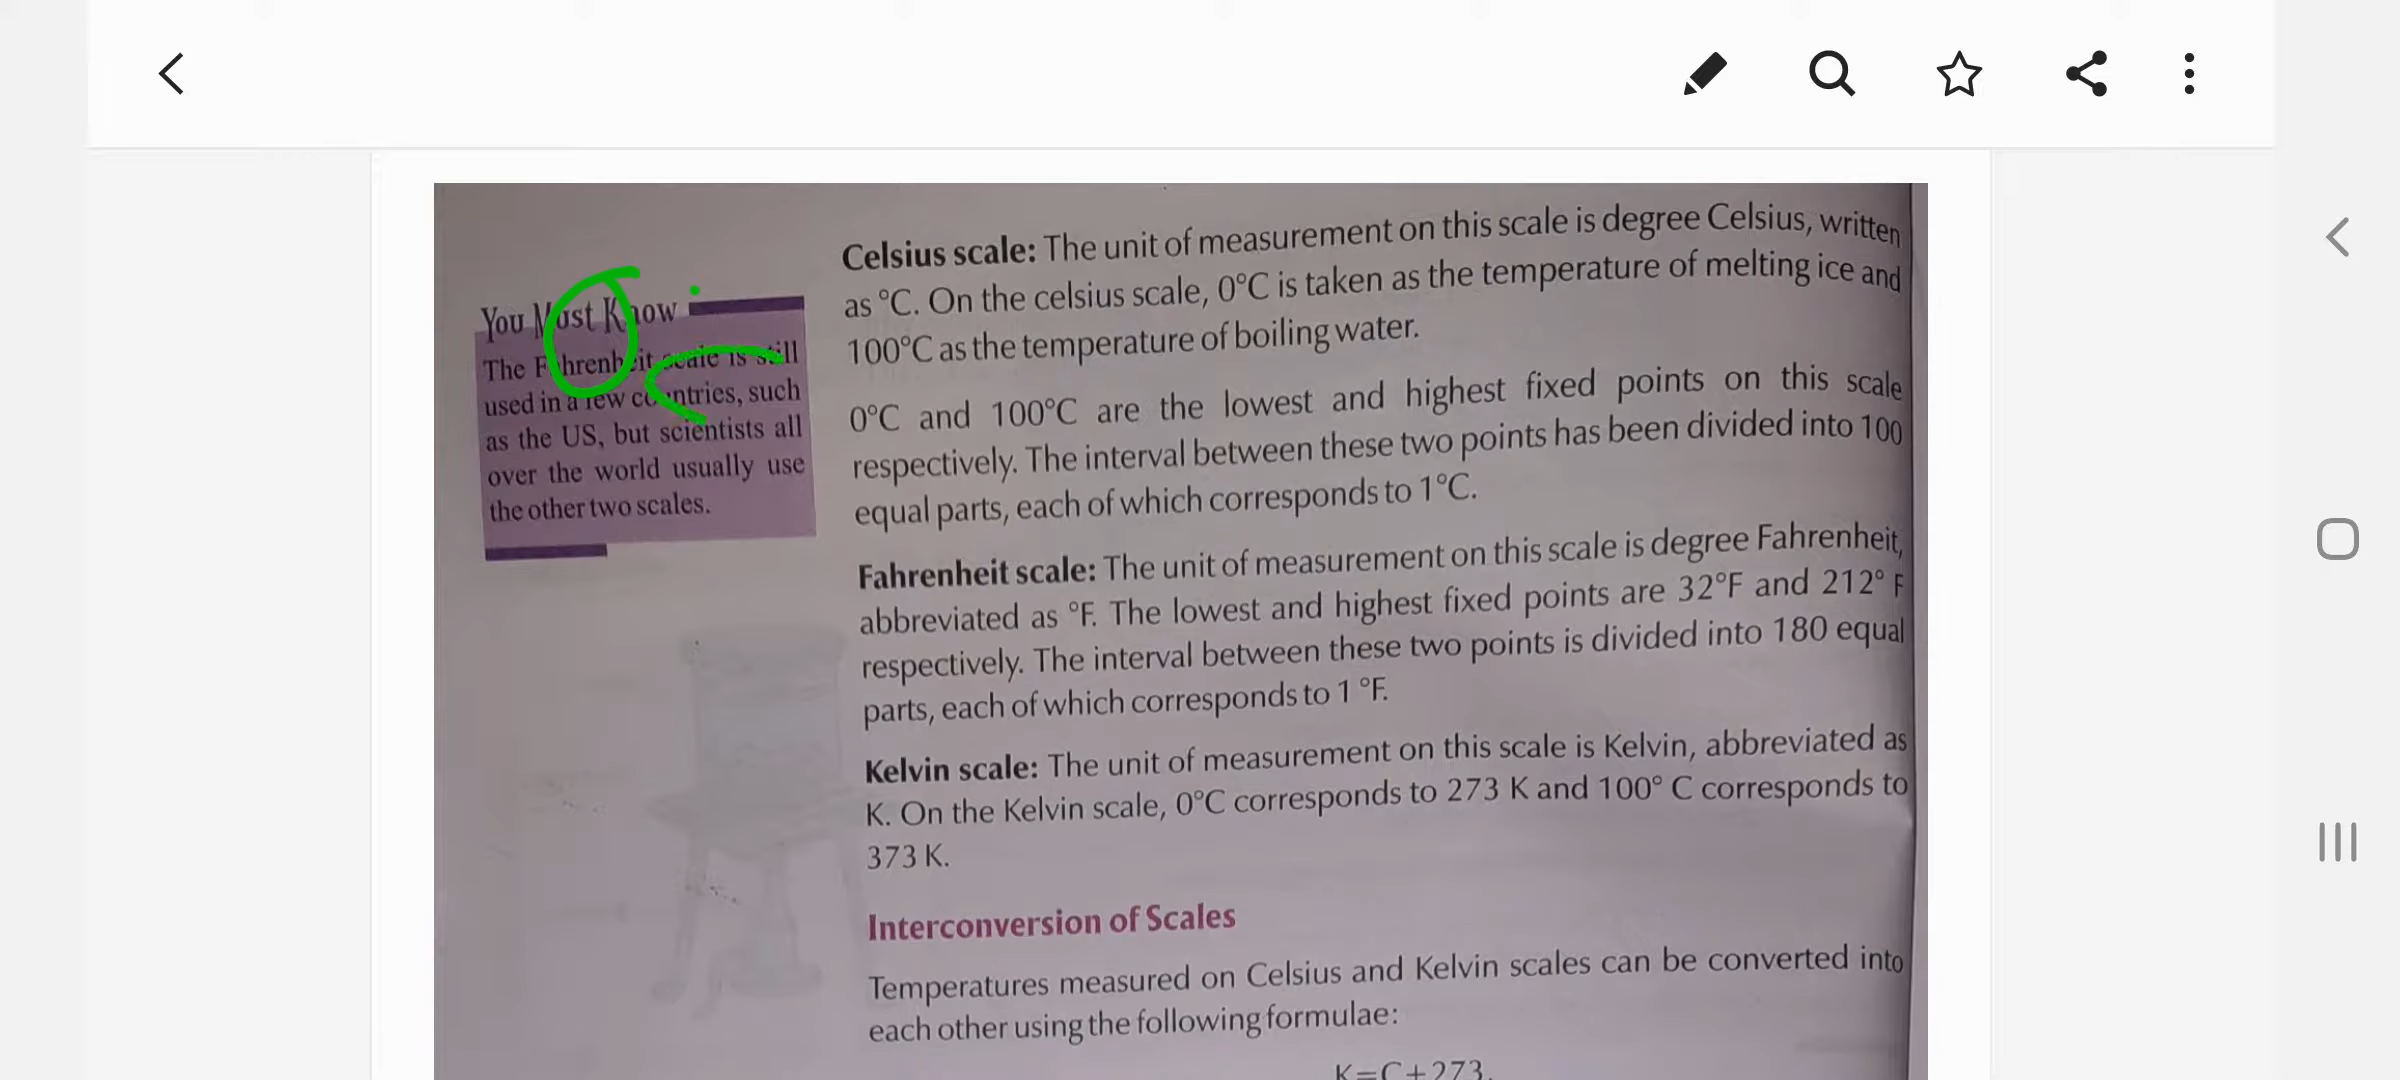 You Most Know
The Fahrenheit scale is still
used in a few countries, such
as the US, but scientists all
over the world usually use
the other two scales.
Celsius scale: The unit of measurement on this scale is degree Celsius, written
as °C. On the celsius scale, 0°C is taken as the temperature of melting ice and
100°C as the temperature of boiling water.
0°C and 100°C are the lowest and highest fixed points on this scale
respectively. The interval between these two points has been divided into 100
equal parts, each of which corresponds to 1°C.
Fahrenheit scale: The unit of measurement on this scale is degree Fahrenheit,
abbreviated as °F. The lowest and highest fixed points are 32°F and 212° F
respectively. The interval between these two points is divided into 180 equal
parts, each of which corresponds to 1 °F.
Kelvin scale: The unit of measurement on this scale is Kelvin, abbreviated as
K. On the Kelvin scale, 0°C corresponds to 273 K and 100° C corresponds to
373 K.
Interconversion of Scales
Temperatures measured on Celsius and Kelvin scales can be converted into
each other using the following formulae:
K=C+273.